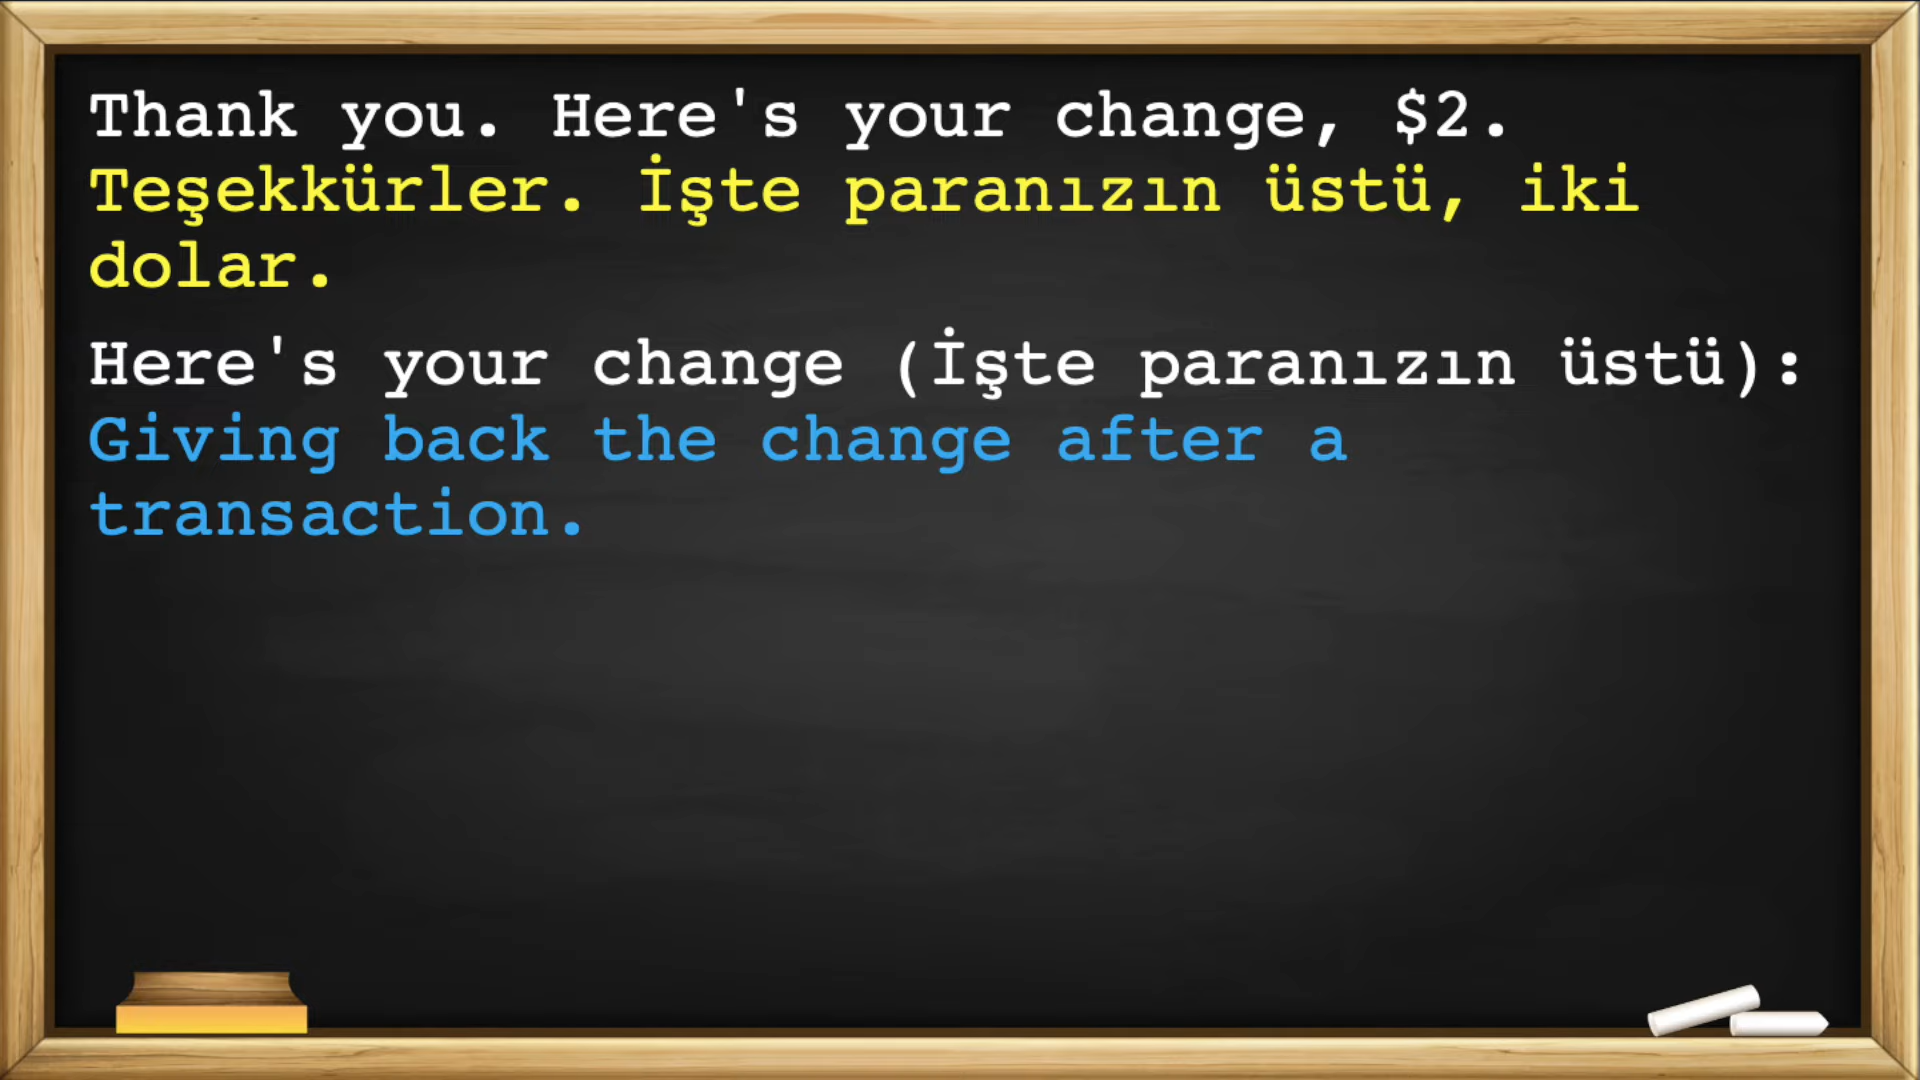 Thank you. Here's your change, $2.
Teşekkürler. İşte paranızın üstü, iki
dolar.
Here's your change (İşte paranızın üstü):
Giving back the change after a
transaction.